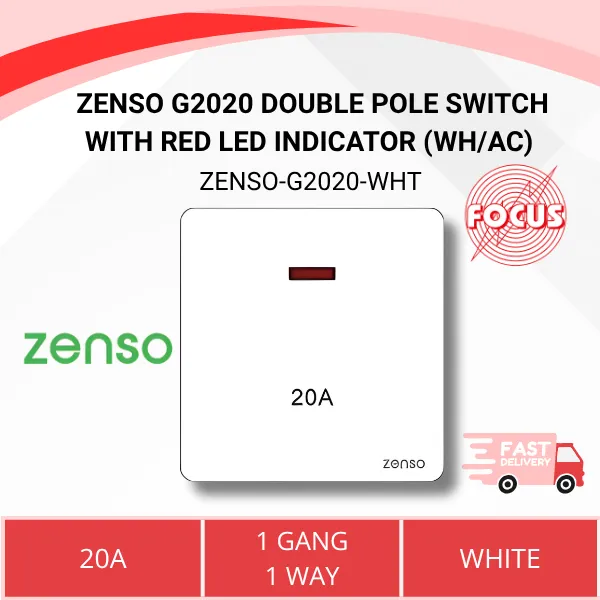 ZENSO G2020 DOUBLE POLE SWITCH
WITH RED LED INDICATOR (WH/AC)
ZENSO-G2020-WHT
FOCUS
zenso
20A
zenso
FAST
DELIVERY
20A
1 GANG
1 WAY
WHITE